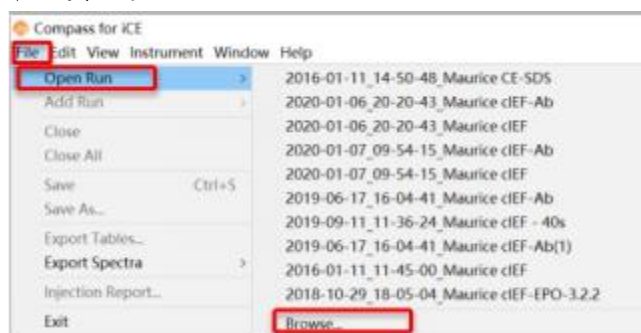 Compass for iCE
File Edit View Instrument Window Help
Open Run >
Add Run >
Close
Close All
Save Ctrl+S
Save As...
Export Tables...
Export Spectra >
Injection Report...
Exit
2016-01-11_14-50-48_Maurice CE-SDS
2020-01-06_20-20-43_Maurice cIEF-Ab
2020-01-06_20-20-43_Maurice cIEF
2020-01-07_09-54-15_Maurice cIEF-Ab
2020-01-07_09-54-15_Maurice cIEF
2019-06-17_16-04-41_Maurice cIEF-Ab
2019-09-11_11-36-24_Maurice cIEF - 40s
2019-06-17_16-04-41_Maurice cIEF-Ab(1)
2016-01-11_11-45-00_Maurice cIEF
2018-10-29_18-05-04_Maurice cIEF-EPO-3.2.2
Browse...